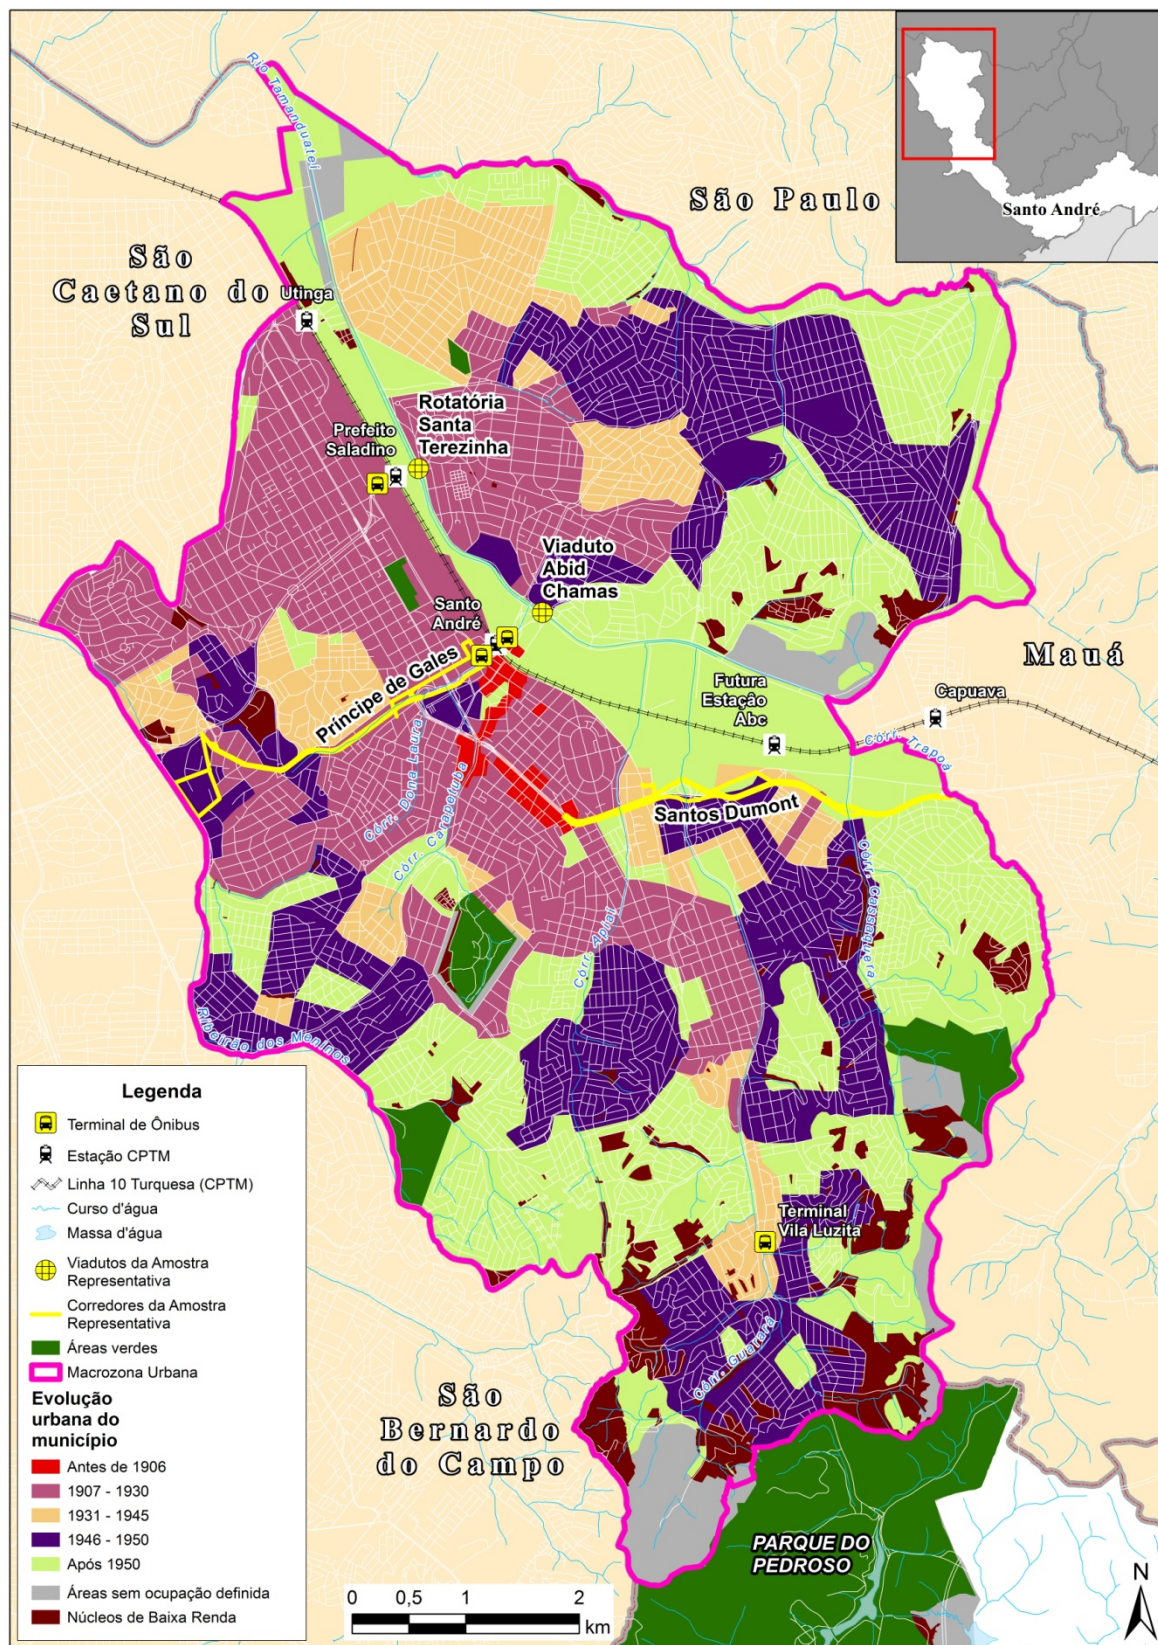 Rio Tamanduateí
São Paulo
Santo André
São
Caetano do
Sul
Utinga
Rotatória
Santa
Terezinha
Prefeito
Saladino
Viaduto
Abid
Chamas
Santo
André
Príncipe de Gales
Mauá
Futura
Estação
Abc
Capuava
Córr. Trapoá
Córr. Dona Laura
Córr. Carapetuba
Santos Dumont
Córr. Cassaquera
Córr. Apiaí
Ribeirão dos Meninos
Terminal
Vila Luzita
Córr. Guarará
São
Bernardo
do Campo
PARQUE DO
PEDROSO
Legenda
Terminal de Ônibus
Estação CPTM
Linha 10 Turquesa (CPTM)
Curso d'água
Massa d'água
Viadutos da Amostra
Representativa
Corredores da Amostra
Representativa
Áreas verdes
Macrozona Urbana
Evolução
urbana do
município
Antes de 1906
1907 - 1930
1931 - 1945
1946 - 1950
Após 1950
Áreas sem ocupação definida
Núcleos de Baixa Renda
0 0,5 1 2
km
N